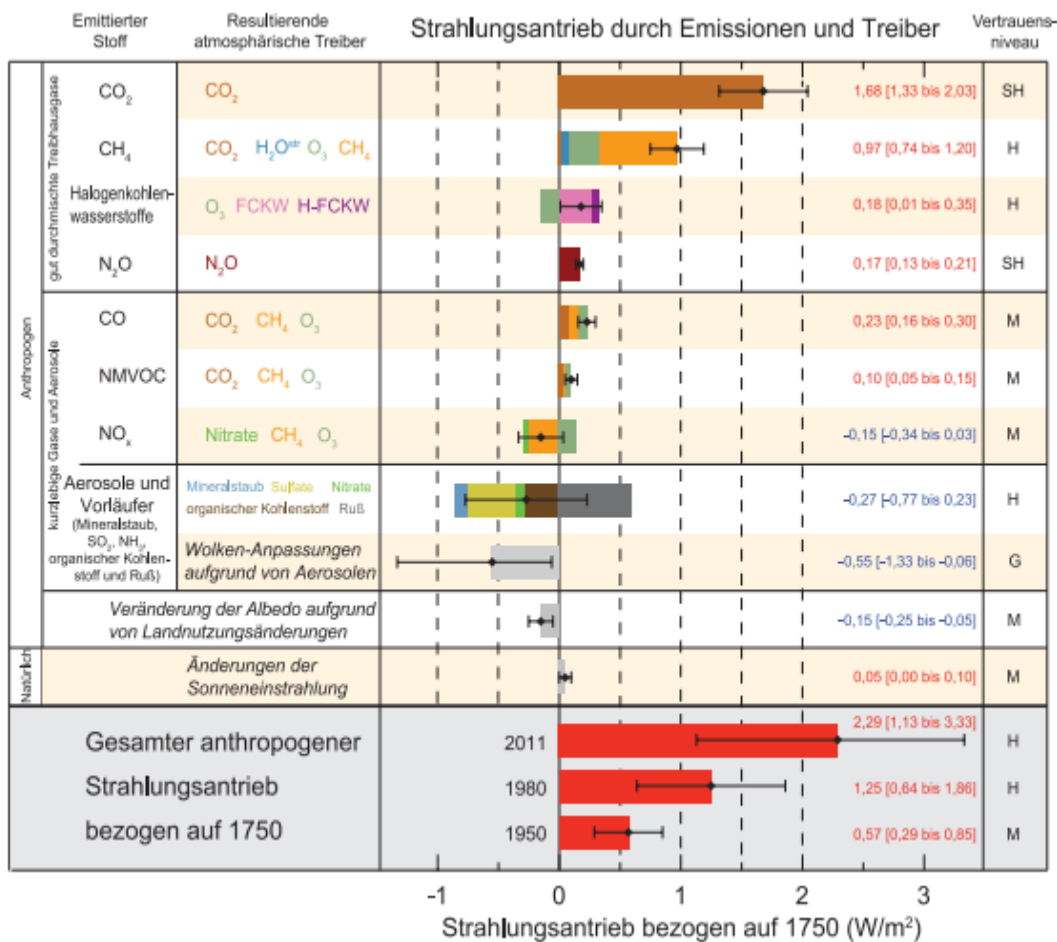 Emittierter
Stoff
Resultierende
atmosphärische Treiber
Strahlungsantrieb durch Emissionen und Treiber
Vertrauens-
niveau
Anthropogen
gut durchmischte Treibhausgase
CO₂
CO₂
1,68 [1,33 bis 2,03]
SH
CH₄
CO₂ H₂Oˢᵗʳ O₃ CH₄
0,97 [0,74 bis 1,20]
H
Halogenkohlen-
wasserstoffe
O₃ FCKW H-FCKW
0,18 [0,01 bis 0,35]
H
N₂O
N₂O
0,17 [0,13 bis 0,21]
SH
kurzlebige Gase und Aerosole
CO
CO₂ CH₄ O₃
0,23 [0,16 bis 0,30]
M
NMVOC
CO₂ CH₄ O₃
0,10 [0,05 bis 0,15]
M
NOₓ
Nitrate CH₄ O₃
–0,15 [–0,34 bis 0,03]
M
Aerosole und
Vorläufer
(Mineralstaub,
SO₂, NH₃,
organischer Kohlen-
stoff und Ruß)
Mineralstaub Sulfate Nitrate
organischer Kohlenstoff Ruß
–0,27 [–0,77 bis 0,23]
H
Wolken-Anpassungen
aufgrund von Aerosolen
–0,55 [–1,33 bis –0,06]
G
Veränderung der Albedo aufgrund
von Landnutzungsänderungen
–0,15 [–0,25 bis –0,05]
M
Natürlich
Änderungen der
Sonneneinstrahlung
0,05 [0,00 bis 0,10]
M
Gesamter anthropogener
Strahlungsantrieb
bezogen auf 1750
2011
2,29 [1,13 bis 3,33]
H
1980
1,25 [0,64 bis 1,86]
H
1950
0,57 [0,29 bis 0,85]
M
–1 0 1 2 3
Strahlungsantrieb bezogen auf 1750 (W/m²)